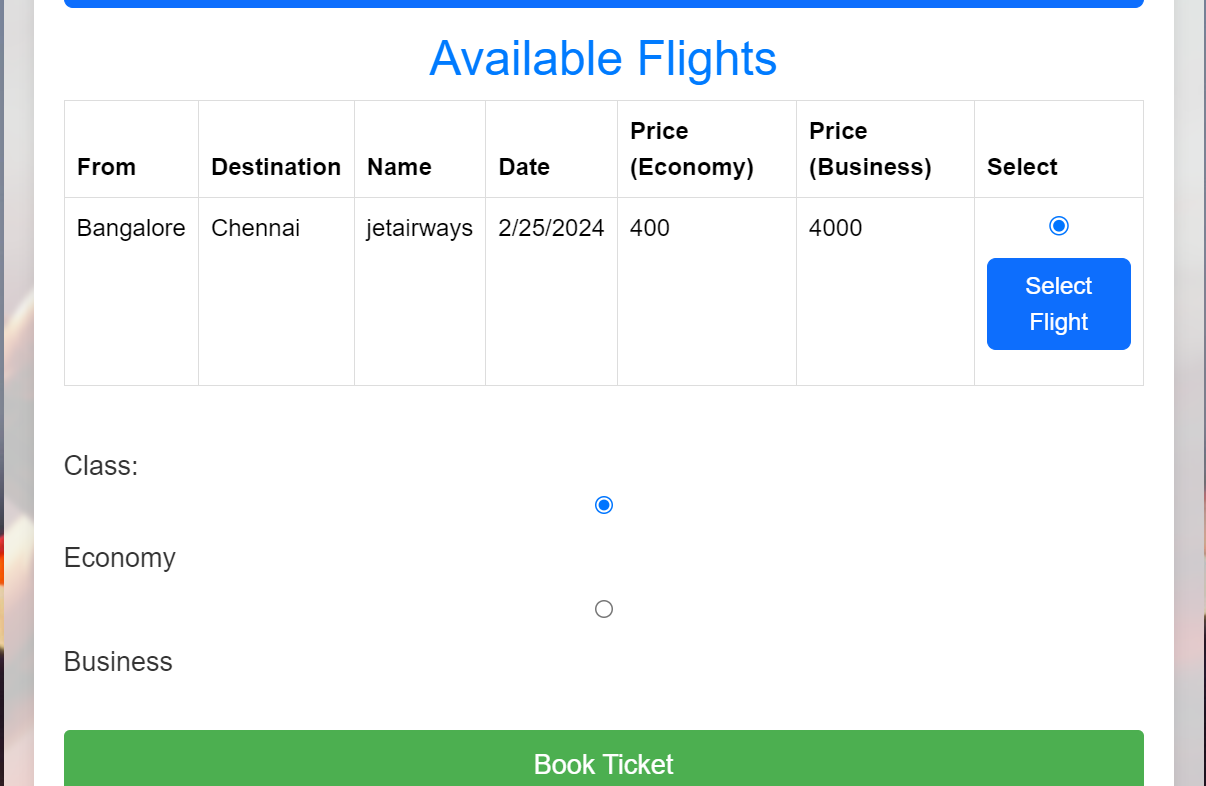 Available Flights
From Destination Name Date Price (Economy) Price (Business) Select
Bangalore Chennai jetairways 2/25/2024 400 4000
Select
Flight
Class:
Economy
Business
Book Ticket